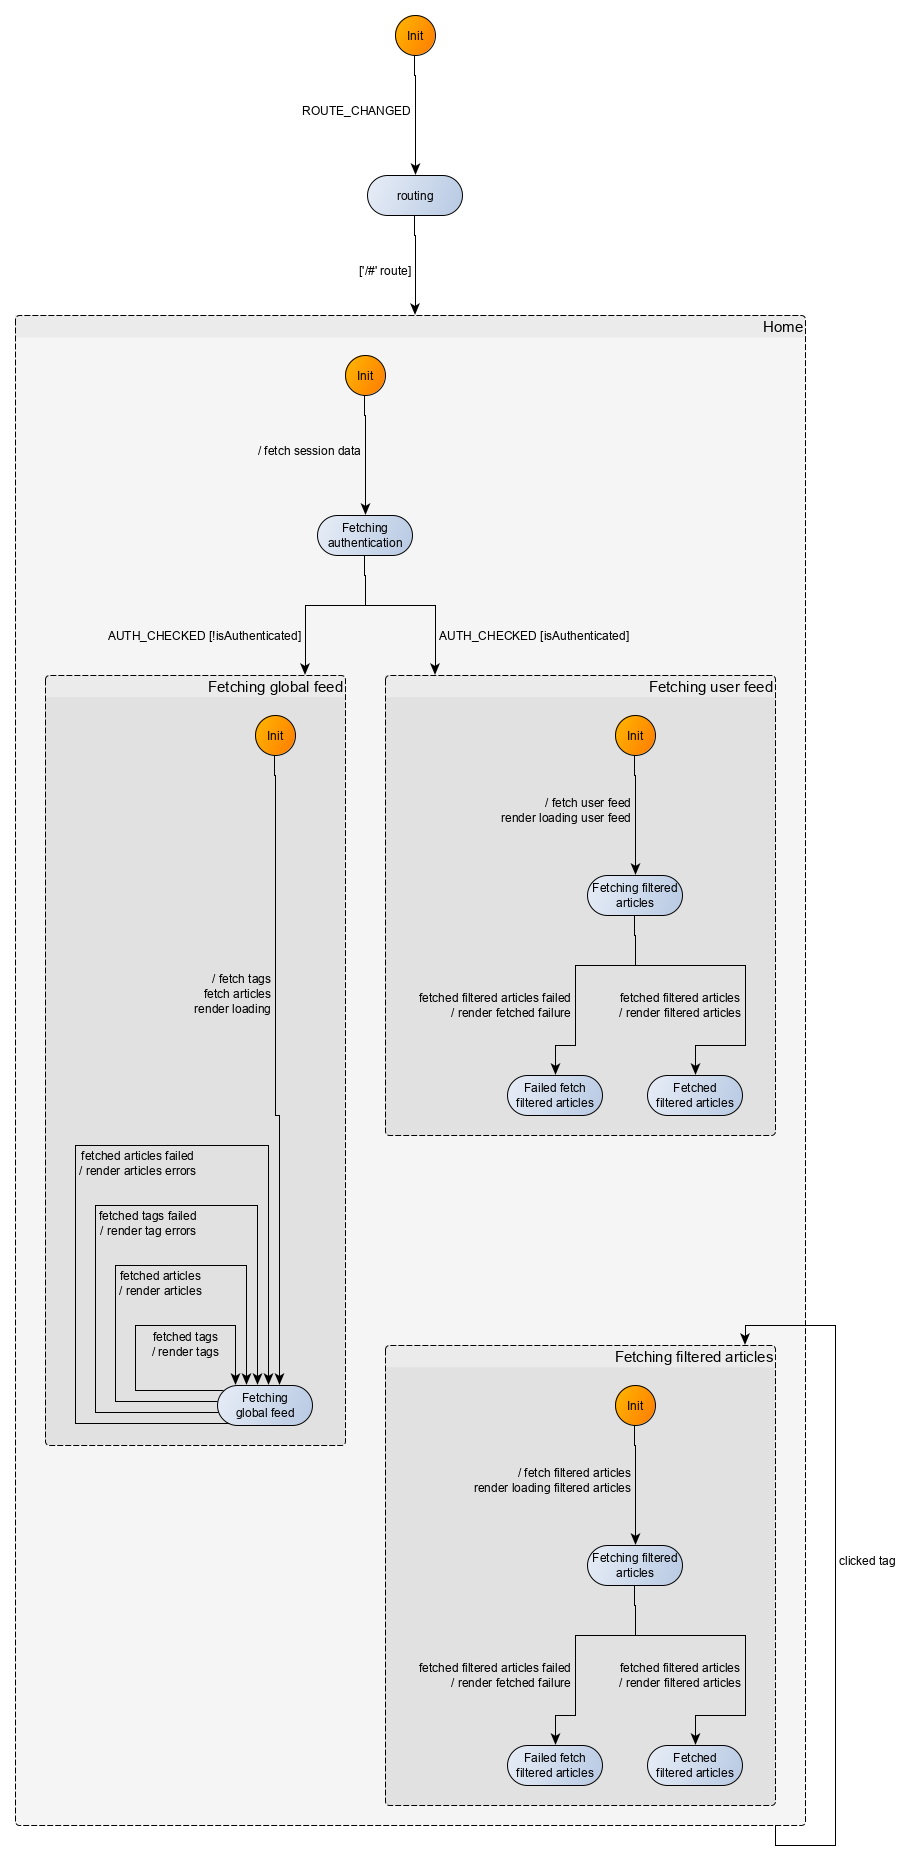 Init
ROUTE_CHANGED
routing
['/#' route]
Home
Init
/ fetch session data
Fetching
authentication
AUTH_CHECKED [!isAuthenticated]
AUTH_CHECKED [isAuthenticated]
Fetching global feed
Init
/ fetch tags
fetch articles
render loading
fetched articles failed
/ render articles errors
fetched tags failed
/ render tag errors
fetched articles
/ render articles
fetched tags
/ render tags
Fetching
global feed
Fetching user feed
Init
/ fetch user feed
render loading user feed
Fetching filtered
articles
fetched filtered articles failed
/ render fetched failure
fetched filtered articles
/ render filtered articles
Failed fetch
filtered articles
Fetched
filtered articles
Fetching filtered articles
Init
/ fetch filtered articles
render loading filtered articles
Fetching filtered
articles
fetched filtered articles failed
/ render fetched failure
fetched filtered articles
/ render filtered articles
Failed fetch
filtered articles
Fetched
filtered articles
clicked tag